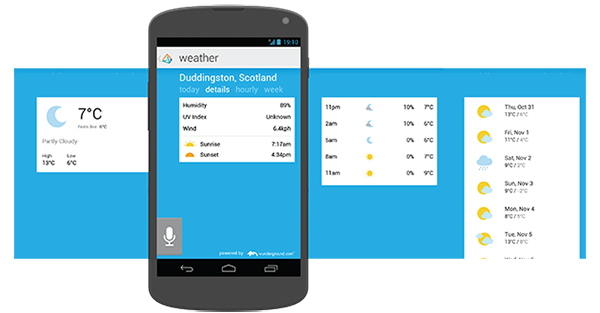 19:10
weather
Duddingston, Scotland
today details hourly week
7°C
Feels like 6°C
Partly Cloudy
High Low
13°C 6°C
Humidity 89%
UV Index Unknown
Wind 6.4kph
Sunrise 7:17am
Sunset 4:34pm
powered by wunderground.com
11pm 10% 7°C
2am 10% 6°C
5am 0% 6°C
8am 0% 7°C
11am 0% 9°C
Thu, Oct 31
13°C / 6°C
Fri, Nov 1
11°C / 4°C
Sat, Nov 2
9°C / 2°C
Sun, Nov 3
9°C / -2°C
Mon, Nov 4
8°C / 5°C
Tue, Nov 5
13°C / 8°C